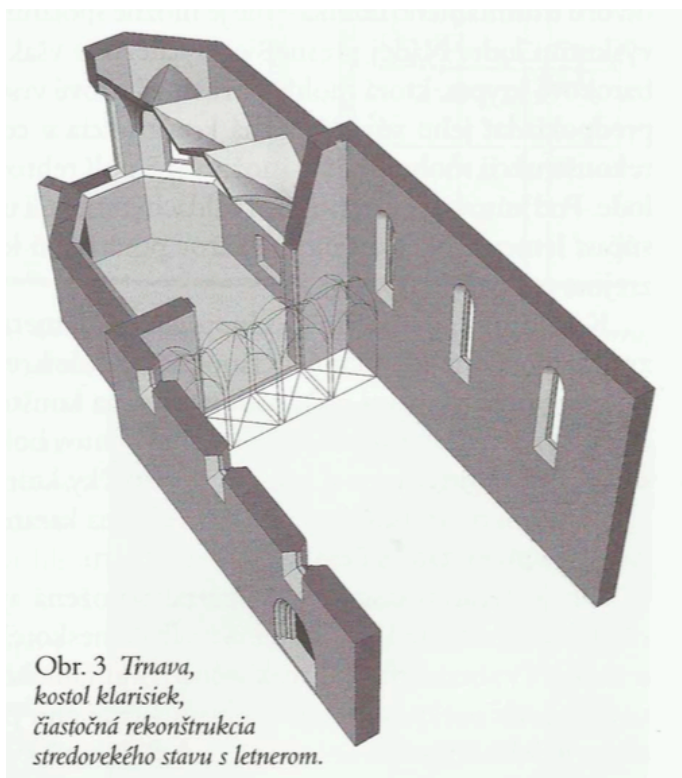 Obr. 3 Trnava,
kostol klarisiek,
čiastočná rekonštrukcia
stredovekého stavu s letnerom.